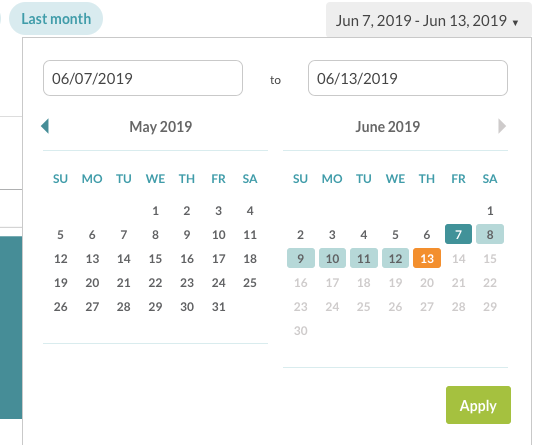 Last month
Jun 7, 2019 - Jun 13, 2019
06/07/2019 to 06/13/2019
May 2019
SU MO TU WE TH FR SA
1 2 3 4
5 6 7 8 9 10 11
12 13 14 15 16 17 18
19 20 21 22 23 24 25
26 27 28 29 30 31
June 2019
SU MO TU WE TH FR SA
1
2 3 4 5 6 7 8
9 10 11 12 13 14 15
16 17 18 19 20 21 22
23 24 25 26 27 28 29
30
Apply